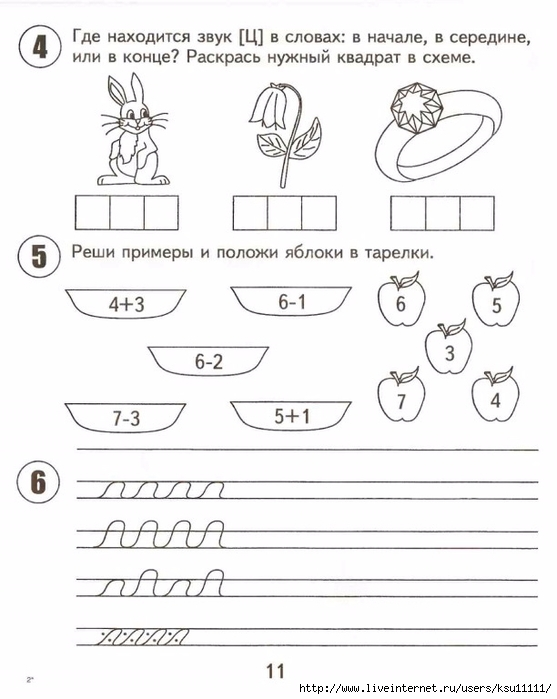 4 Где находится звук [Ц] в словах: в начале, в середине,
или в конце? Раскрась нужный квадрат в схеме.
5 Реши примеры и положи яблоки в тарелки.
4+3 6-1 6 5
6-2 3
7-3 5+1 7 4
6
11
2*
http://www.liveinternet.ru/users/ksu11111/